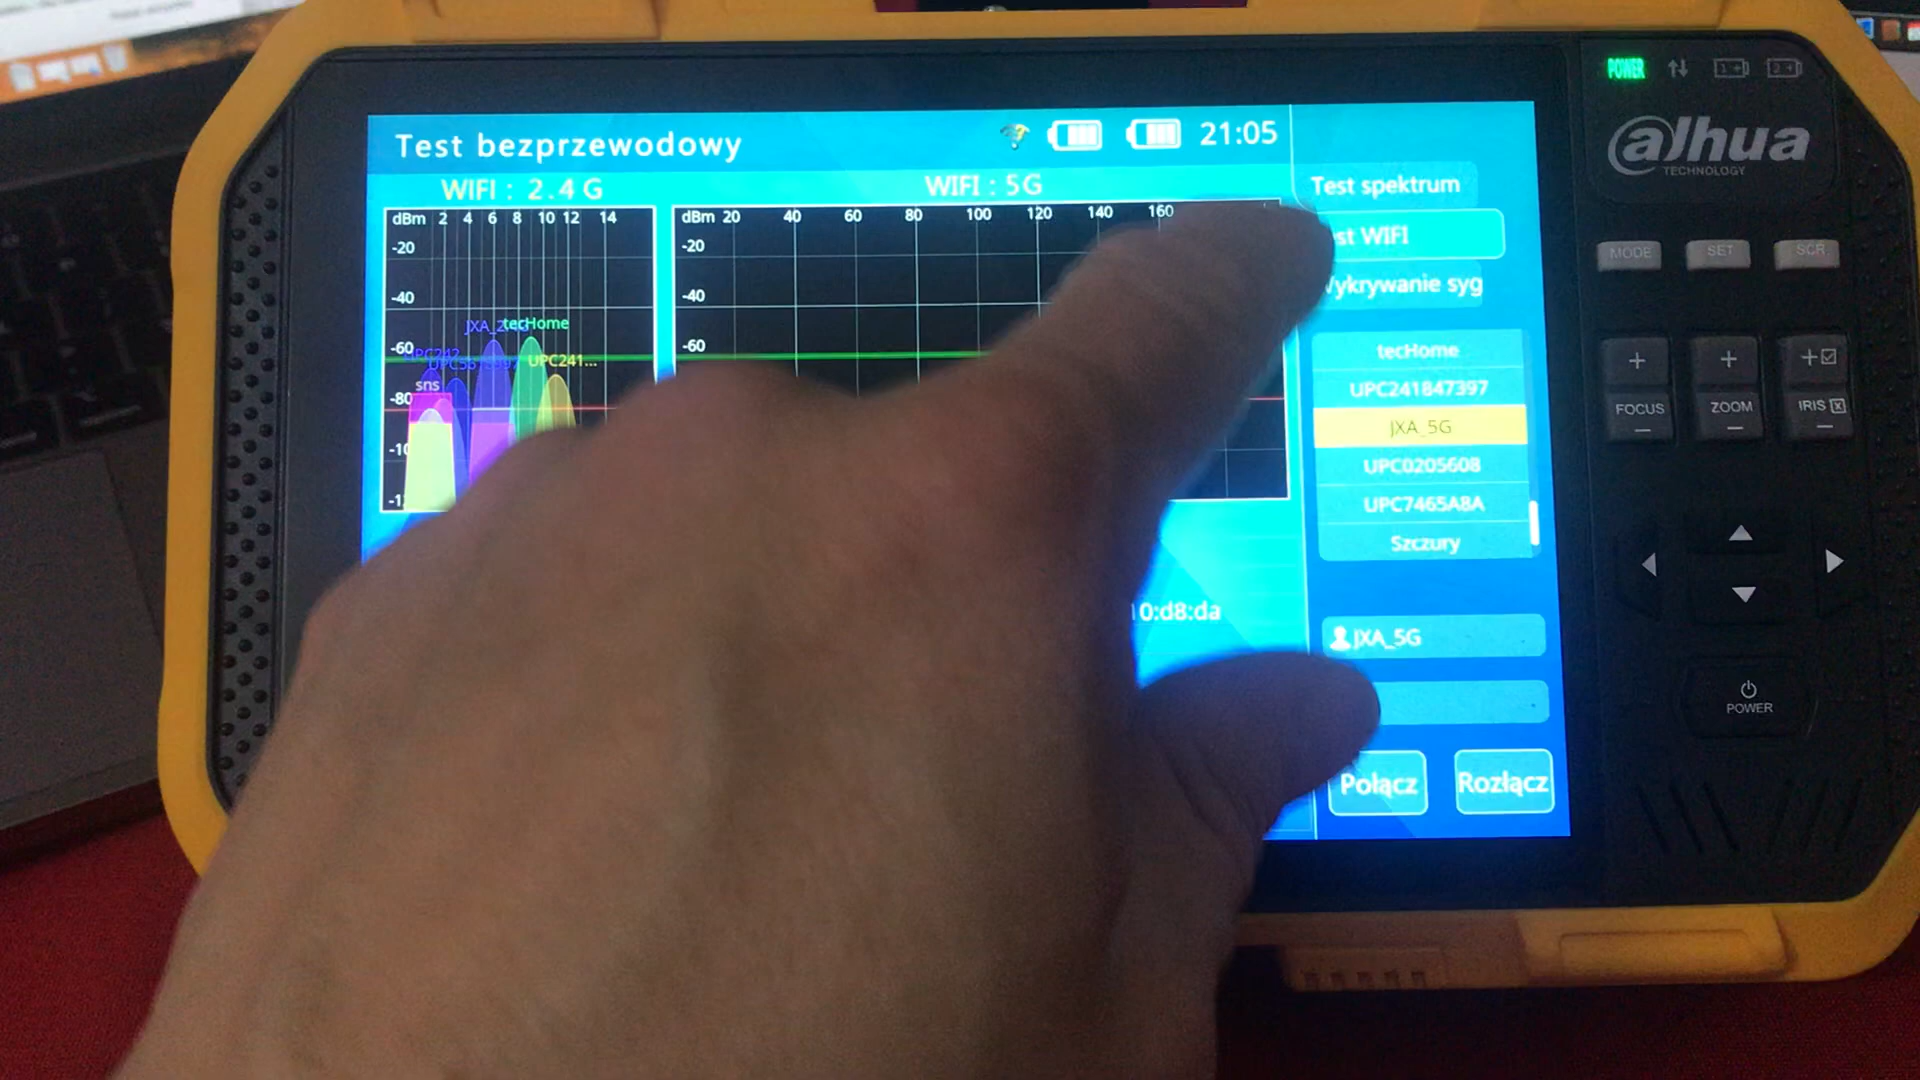 Test bezprzewodowy
21:05
WIFI : 2.4 G
WIFI : 5G
dBm 2 4 6 8 10 12 14
-20
-40
-60
-80
dBm 20 40 60 80 100 120 140 160
-20
-40
-60
tecHome
UPC241...
sns
0:d8:da
Test spektrum
st WIFI
ykrywanie syg
tecHome
UPC241847397
JXA_5G
UPC0205608
UPC7465A8A
Szczury
JXA_5G
Połącz
Rozłącz
POWER
alhua
TECHNOLOGY
MODE
SET
SCR
+
+
+
FOCUS
ZOOM
IRIS
POWER